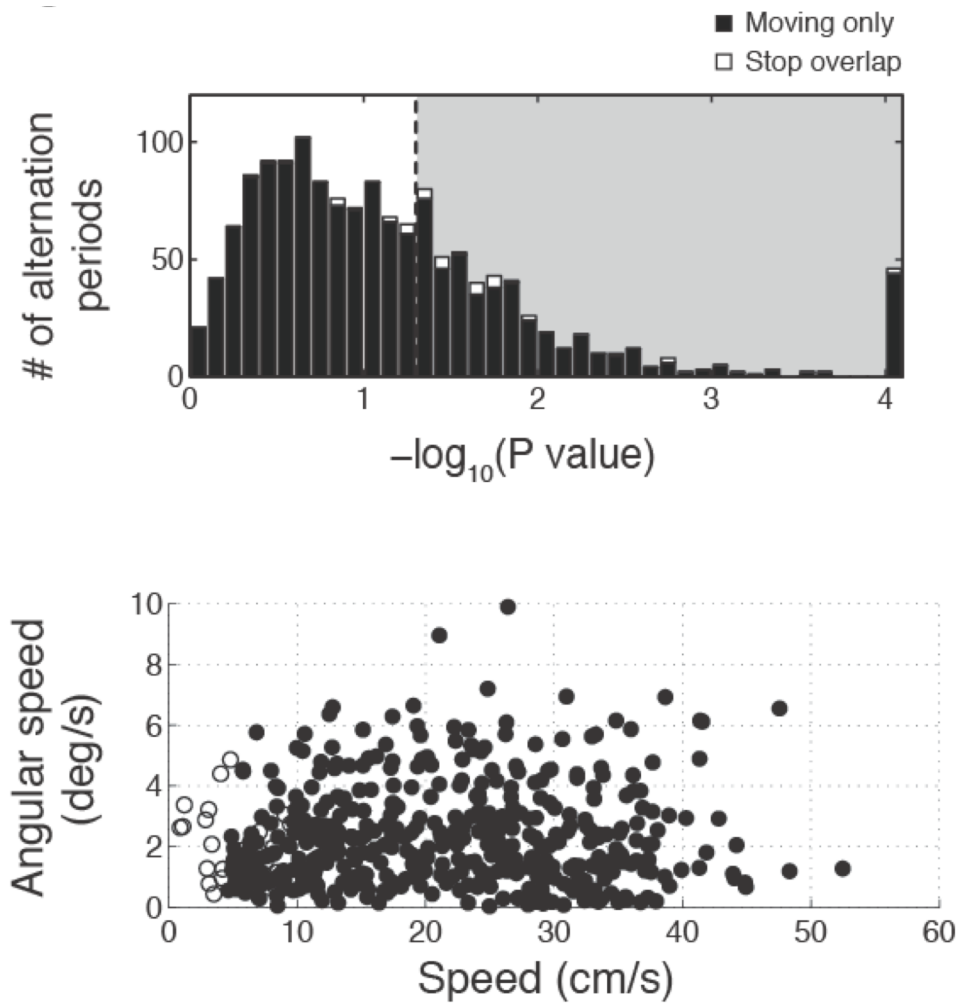 Moving only
Stop overlap
# of alternation
periods
100
50
0
0 1 2 3 4
−log₁₀(P value)
Angular speed
(deg/s)
10
8
6
4
2
0
0 10 20 30 40 50 60
Speed (cm/s)